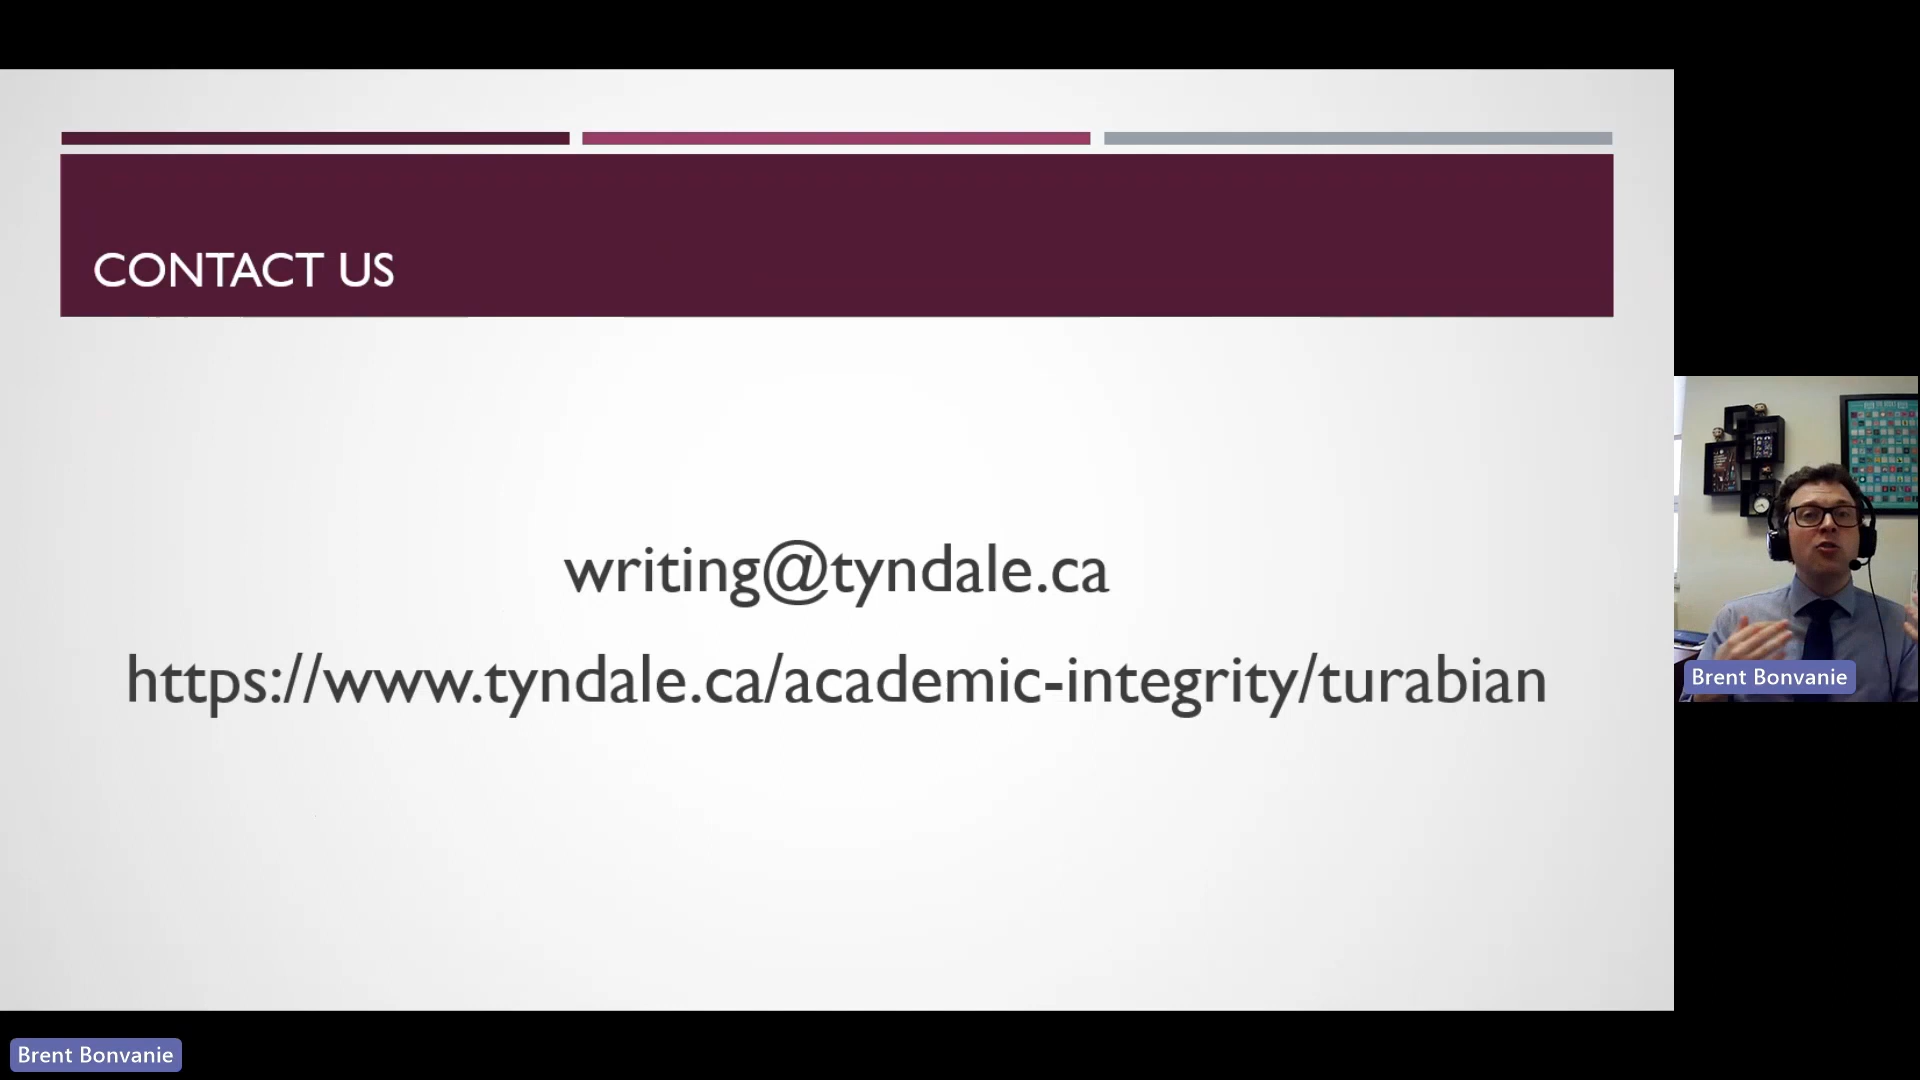 CONTACT US
writing@tyndale.ca
https://www.tyndale.ca/academic-integrity/turabian
Brent Bonvanie
Brent Bonvanie